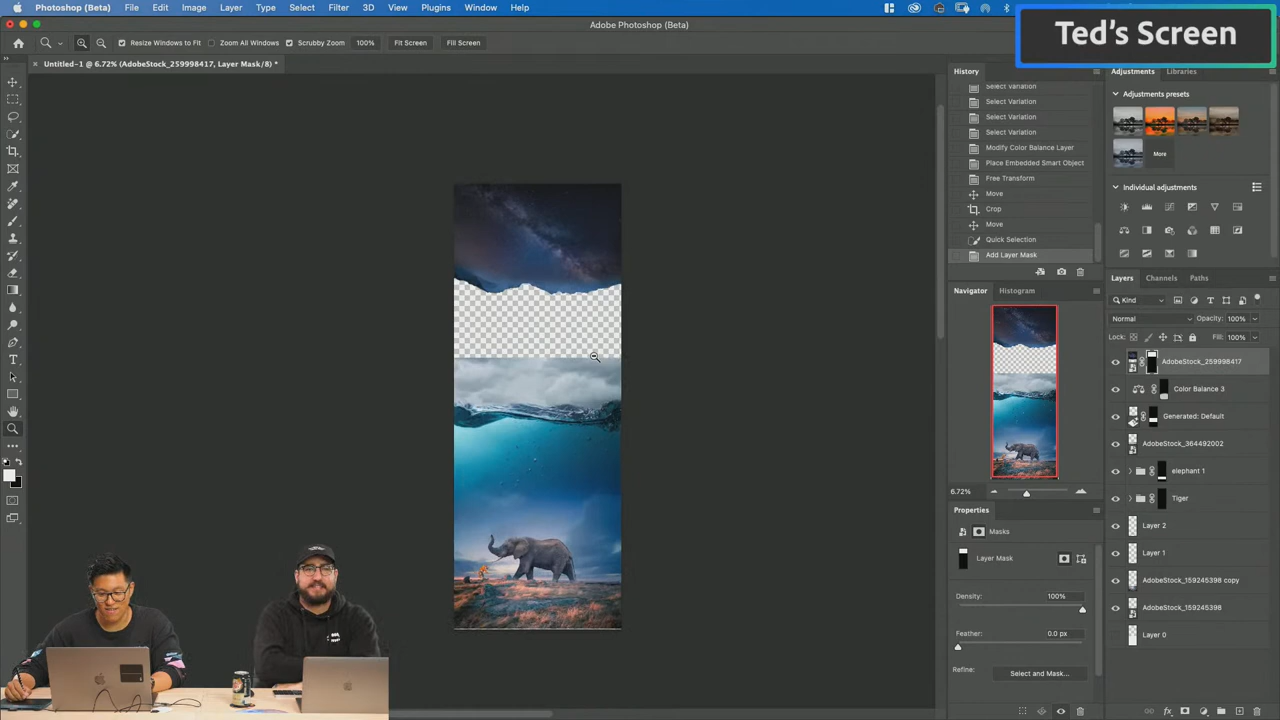 Photoshop (Beta) File Edit Image Layer Type Select Filter 3D View Plugins Window Help
Adobe Photoshop (Beta)
Ted's Screen
Resize Windows to Fit Zoom All Windows Scrubby Zoom 100% Fit Screen Fill Screen
Untitled-1 @ 6.72% (AdobeStock_259998417, Layer Mask/8) *
History
Select Variation
Select Variation
Select Variation
Select Variation
Modify Color Balance Layer
Place Embedded Smart Object
Free Transform
Move
Crop
Move
Quick Selection
Add Layer Mask
Navigator Histogram
6.72%
Properties
Masks
Layer Mask
Density: 100%
Feather: 0.0 px
Refine: Select and Mask...
Adjustments Libraries
Adjustments presets
More
Individual adjustments
Layers Channels Paths
Kind
Normal Opacity: 100%
Lock: Fill: 100%
AdobeStock_259998417
Color Balance 3
Generated: Default
AdobeStock_364492002
elephant 1
Tiger
Layer 2
Layer 1
AdobeStock_159245398 copy
AdobeStock_159245398
Layer 0